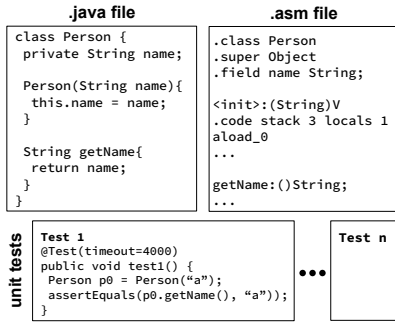 .java file
class Person {
private String name;
Person(String name){
this.name = name;
}
String getName{
return name;
}
}
.asm file
.class Person
.super Object
.field name String;
<init>:(String)V
.code stack 3 locals 1
aload_0
...
getName:()String;
...
unit tests
Test 1
@Test(timeout=4000)
public void test1() {
Person p0 = Person(“a”);
assertEquals(p0.getName(), “a”));
}
Test n